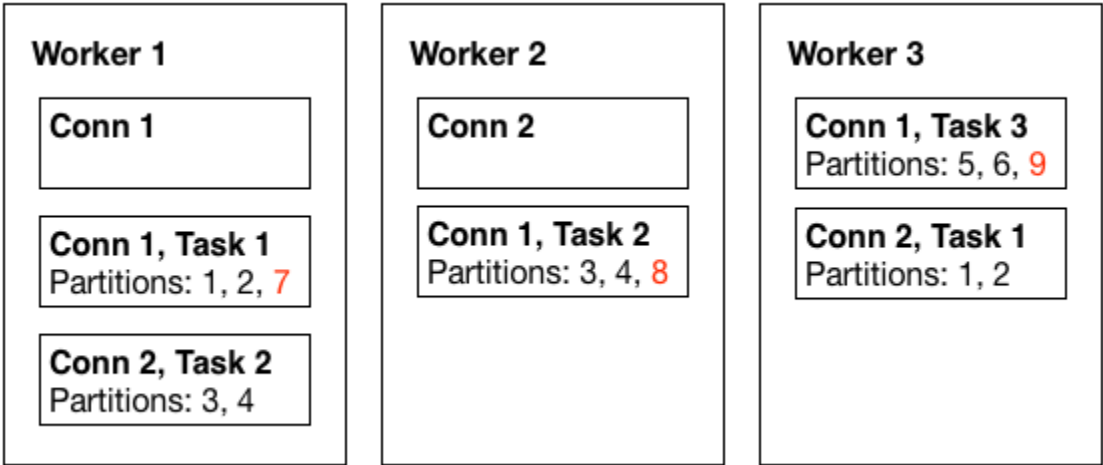 Worker 1
Conn 1
Conn 1, Task 1
Partitions: 1, 2, 7
Conn 2, Task 2
Partitions: 3, 4
Worker 2
Conn 2
Conn 1, Task 2
Partitions: 3, 4, 8
Worker 3
Conn 1, Task 3
Partitions: 5, 6, 9
Conn 2, Task 1
Partitions: 1, 2